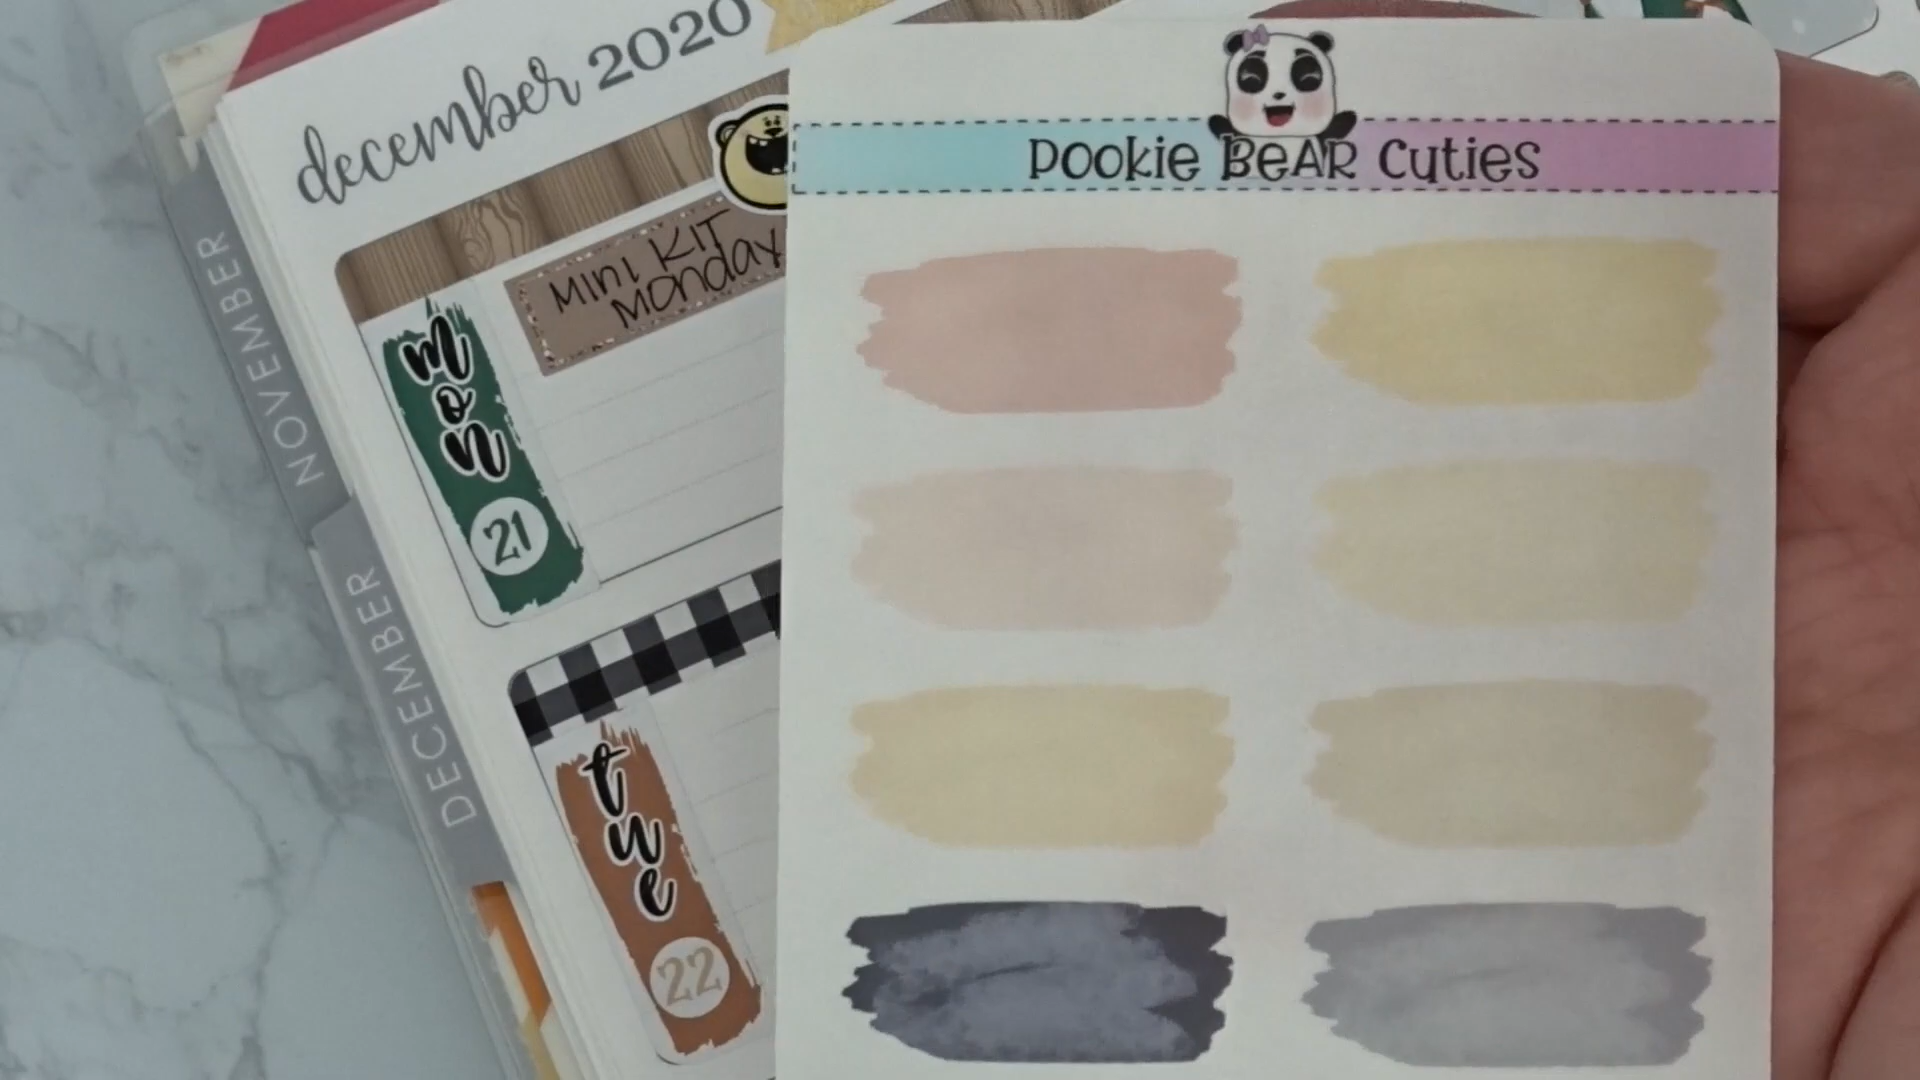 december 2020
MINI KIT
MONDAY
mon
21
tue
22
NOVEMBER
DECEMBER
Pookie BeAR Cuties